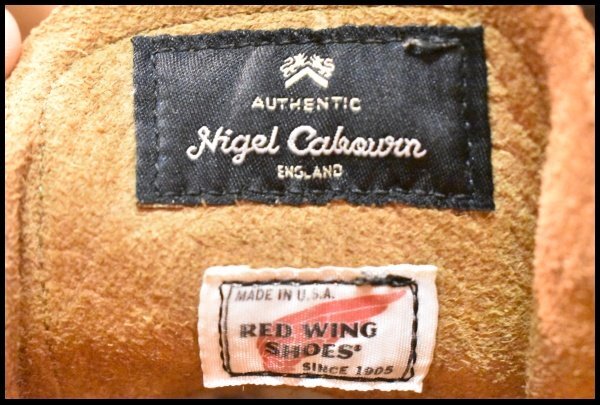 AUTHENTIC
Nigel Cabourn
ENGLAND
MADE IN U.S.A.
RED WING
SHOES®
SINCE 1905